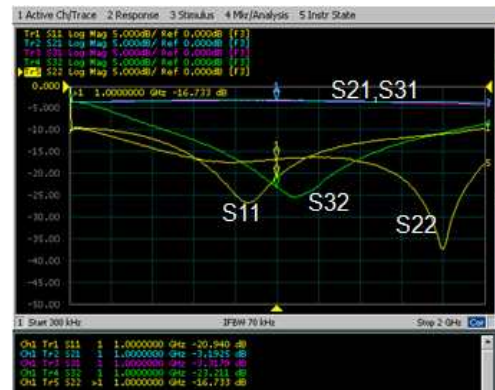 1 Active Ch/Trace 2 Response 3 Stimulus 4 Mkr/Analysis 5 Instr State
Tr1 S11 Log Mag 5.000dB/ Ref 0.000dB [F3]
Tr2 S21 Log Mag 5.000dB/ Ref 0.000dB [F3]
Tr3 S31 Log Mag 5.000dB/ Ref 0.000dB [F3]
Tr4 S32 Log Mag 5.000dB/ Ref 0.000dB [F3]
Tr5 S22 Log Mag 5.000dB/ Ref 0.000dB [F3]
0.000
>1 1.0000000 GHz -16.733 dB
S21,S31
-5.000
-10.00
-15.00
-20.00
-25.00
S11
S32
S22
-30.00
-35.00
-40.00
-45.00
-50.00
1 Start 300 kHz IFBW 70 kHz Stop 2 GHz Cor
Ch1 Tr1 S11 1 1.0000000 GHz -20.940 dB
Ch1 Tr2 S21 1 1.0000000 GHz -3.1925 dB
Ch1 Tr3 S31 1 1.0000000 GHz -3.3179 dB
Ch1 Tr4 S32 1 1.0000000 GHz -23.211 dB
Ch1 Tr5 S22 >1 1.0000000 GHz -16.733 dB